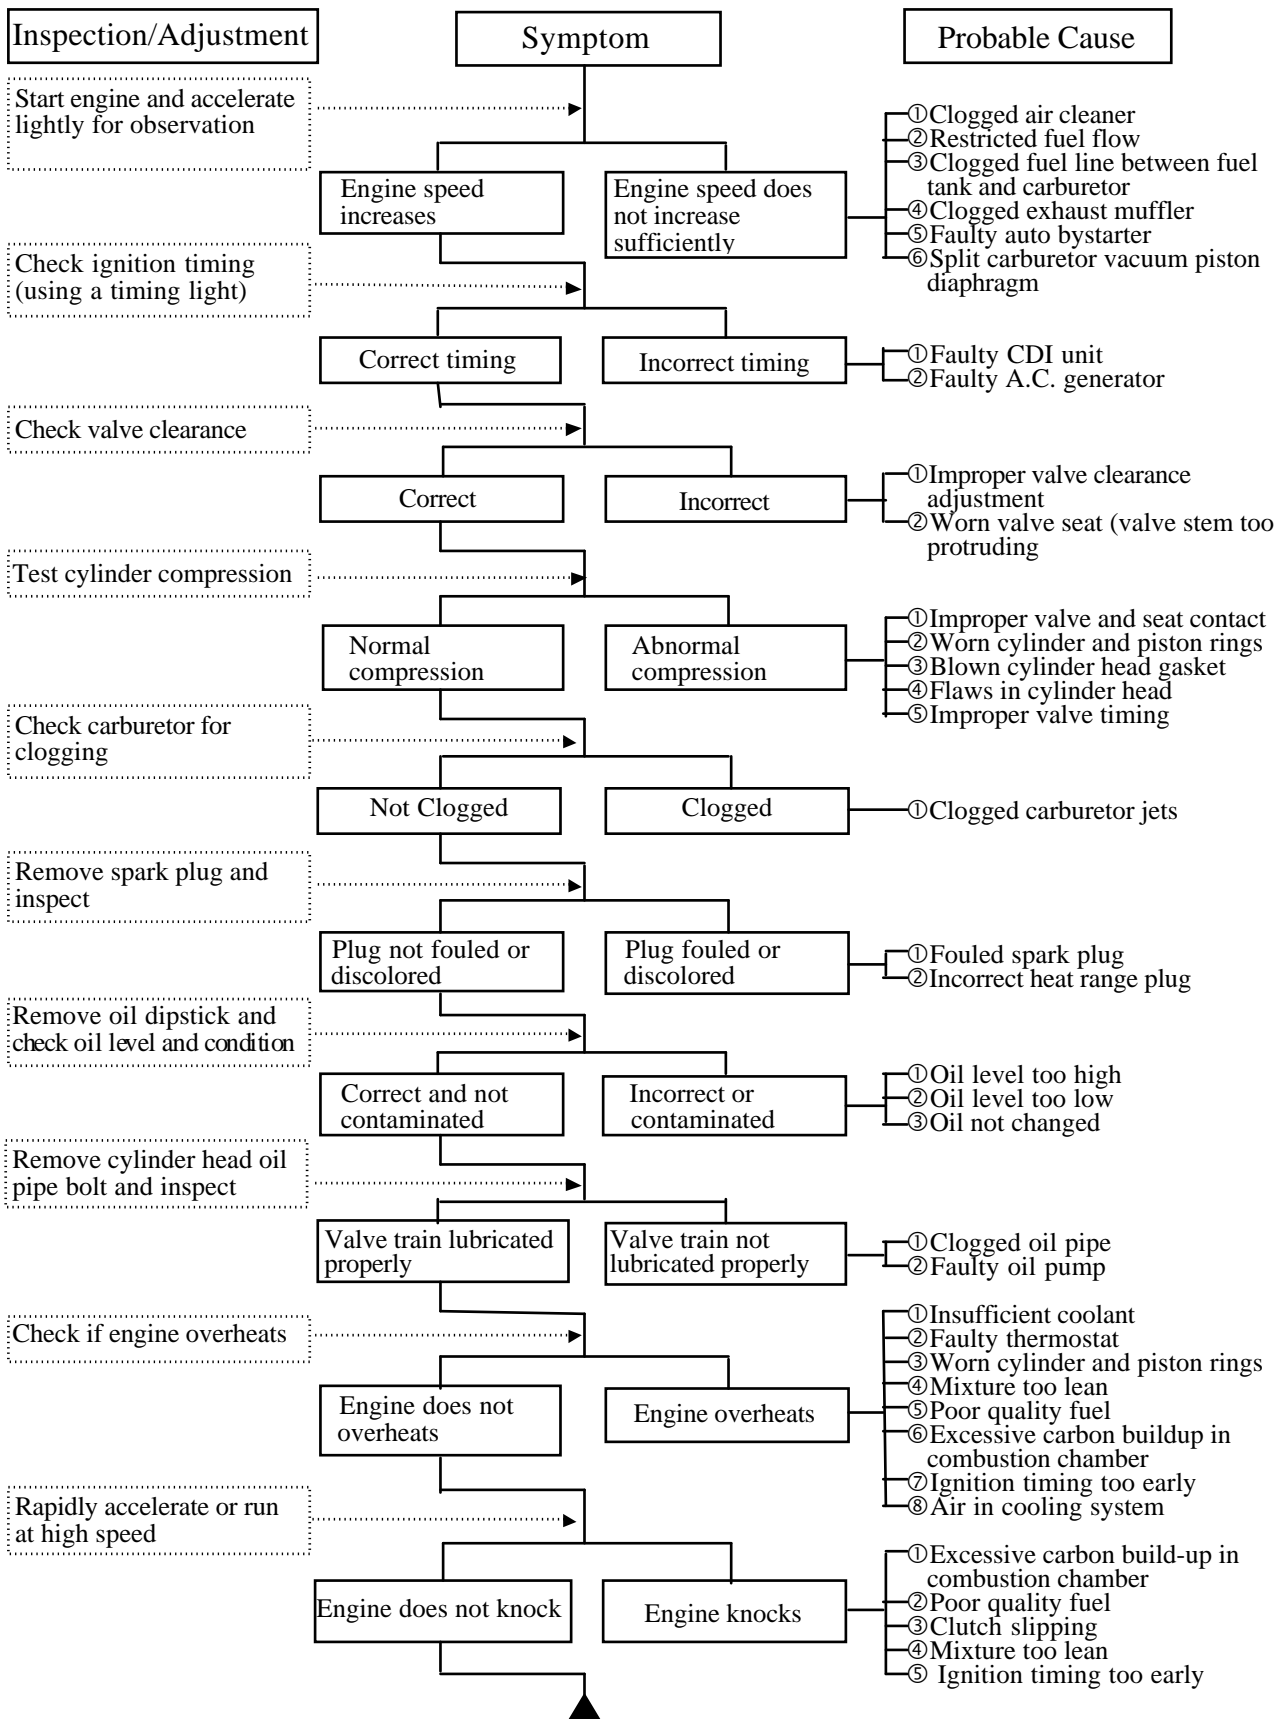 Inspection/Adjustment
Symptom
Probable Cause
Start engine and accelerate
lightly for observation
Engine speed
increases
Engine speed does
not increase
sufficiently
①Clogged air cleaner
②Restricted fuel flow
③Clogged fuel line between fuel
tank and carburetor
④Clogged exhaust muffler
⑤Faulty auto bystarter
⑥Split carburetor vacuum piston
diaphragm
Check ignition timing
(using a timing light)
Correct timing
Incorrect timing
①Faulty CDI unit
②Faulty A.C. generator
Check valve clearance
Correct
Incorrect
①Improper valve clearance
adjustment
②Worn valve seat (valve stem too
protruding
Test cylinder compression
Normal
compression
Abnormal
compression
①Improper valve and seat contact
②Worn cylinder and piston rings
③Blown cylinder head gasket
④Flaws in cylinder head
⑤Improper valve timing
Check carburetor for
clogging
Not Clogged
Clogged
①Clogged carburetor jets
Remove spark plug and
inspect
Plug not fouled or
discolored
Plug fouled or
discolored
①Fouled spark plug
②Incorrect heat range plug
Remove oil dipstick and
check oil level and condition
Correct and not
contaminated
Incorrect or
contaminated
①Oil level too high
②Oil level too low
③Oil not changed
Remove cylinder head oil
pipe bolt and inspect
Valve train lubricated
properly
Valve train not
lubricated properly
①Clogged oil pipe
②Faulty oil pump
Check if engine overheats
Engine does not
overheats
Engine overheats
①Insufficient coolant
②Faulty thermostat
③Worn cylinder and piston rings
④Mixture too lean
⑤Poor quality fuel
⑥Excessive carbon buildup in
combustion chamber
⑦Ignition timing too early
⑧Air in cooling system
Rapidly accelerate or run
at high speed
Engine does not knock
Engine knocks
①Excessive carbon build-up in
combustion chamber
②Poor quality fuel
③Clutch slipping
④Mixture too lean
⑤ Ignition timing too early